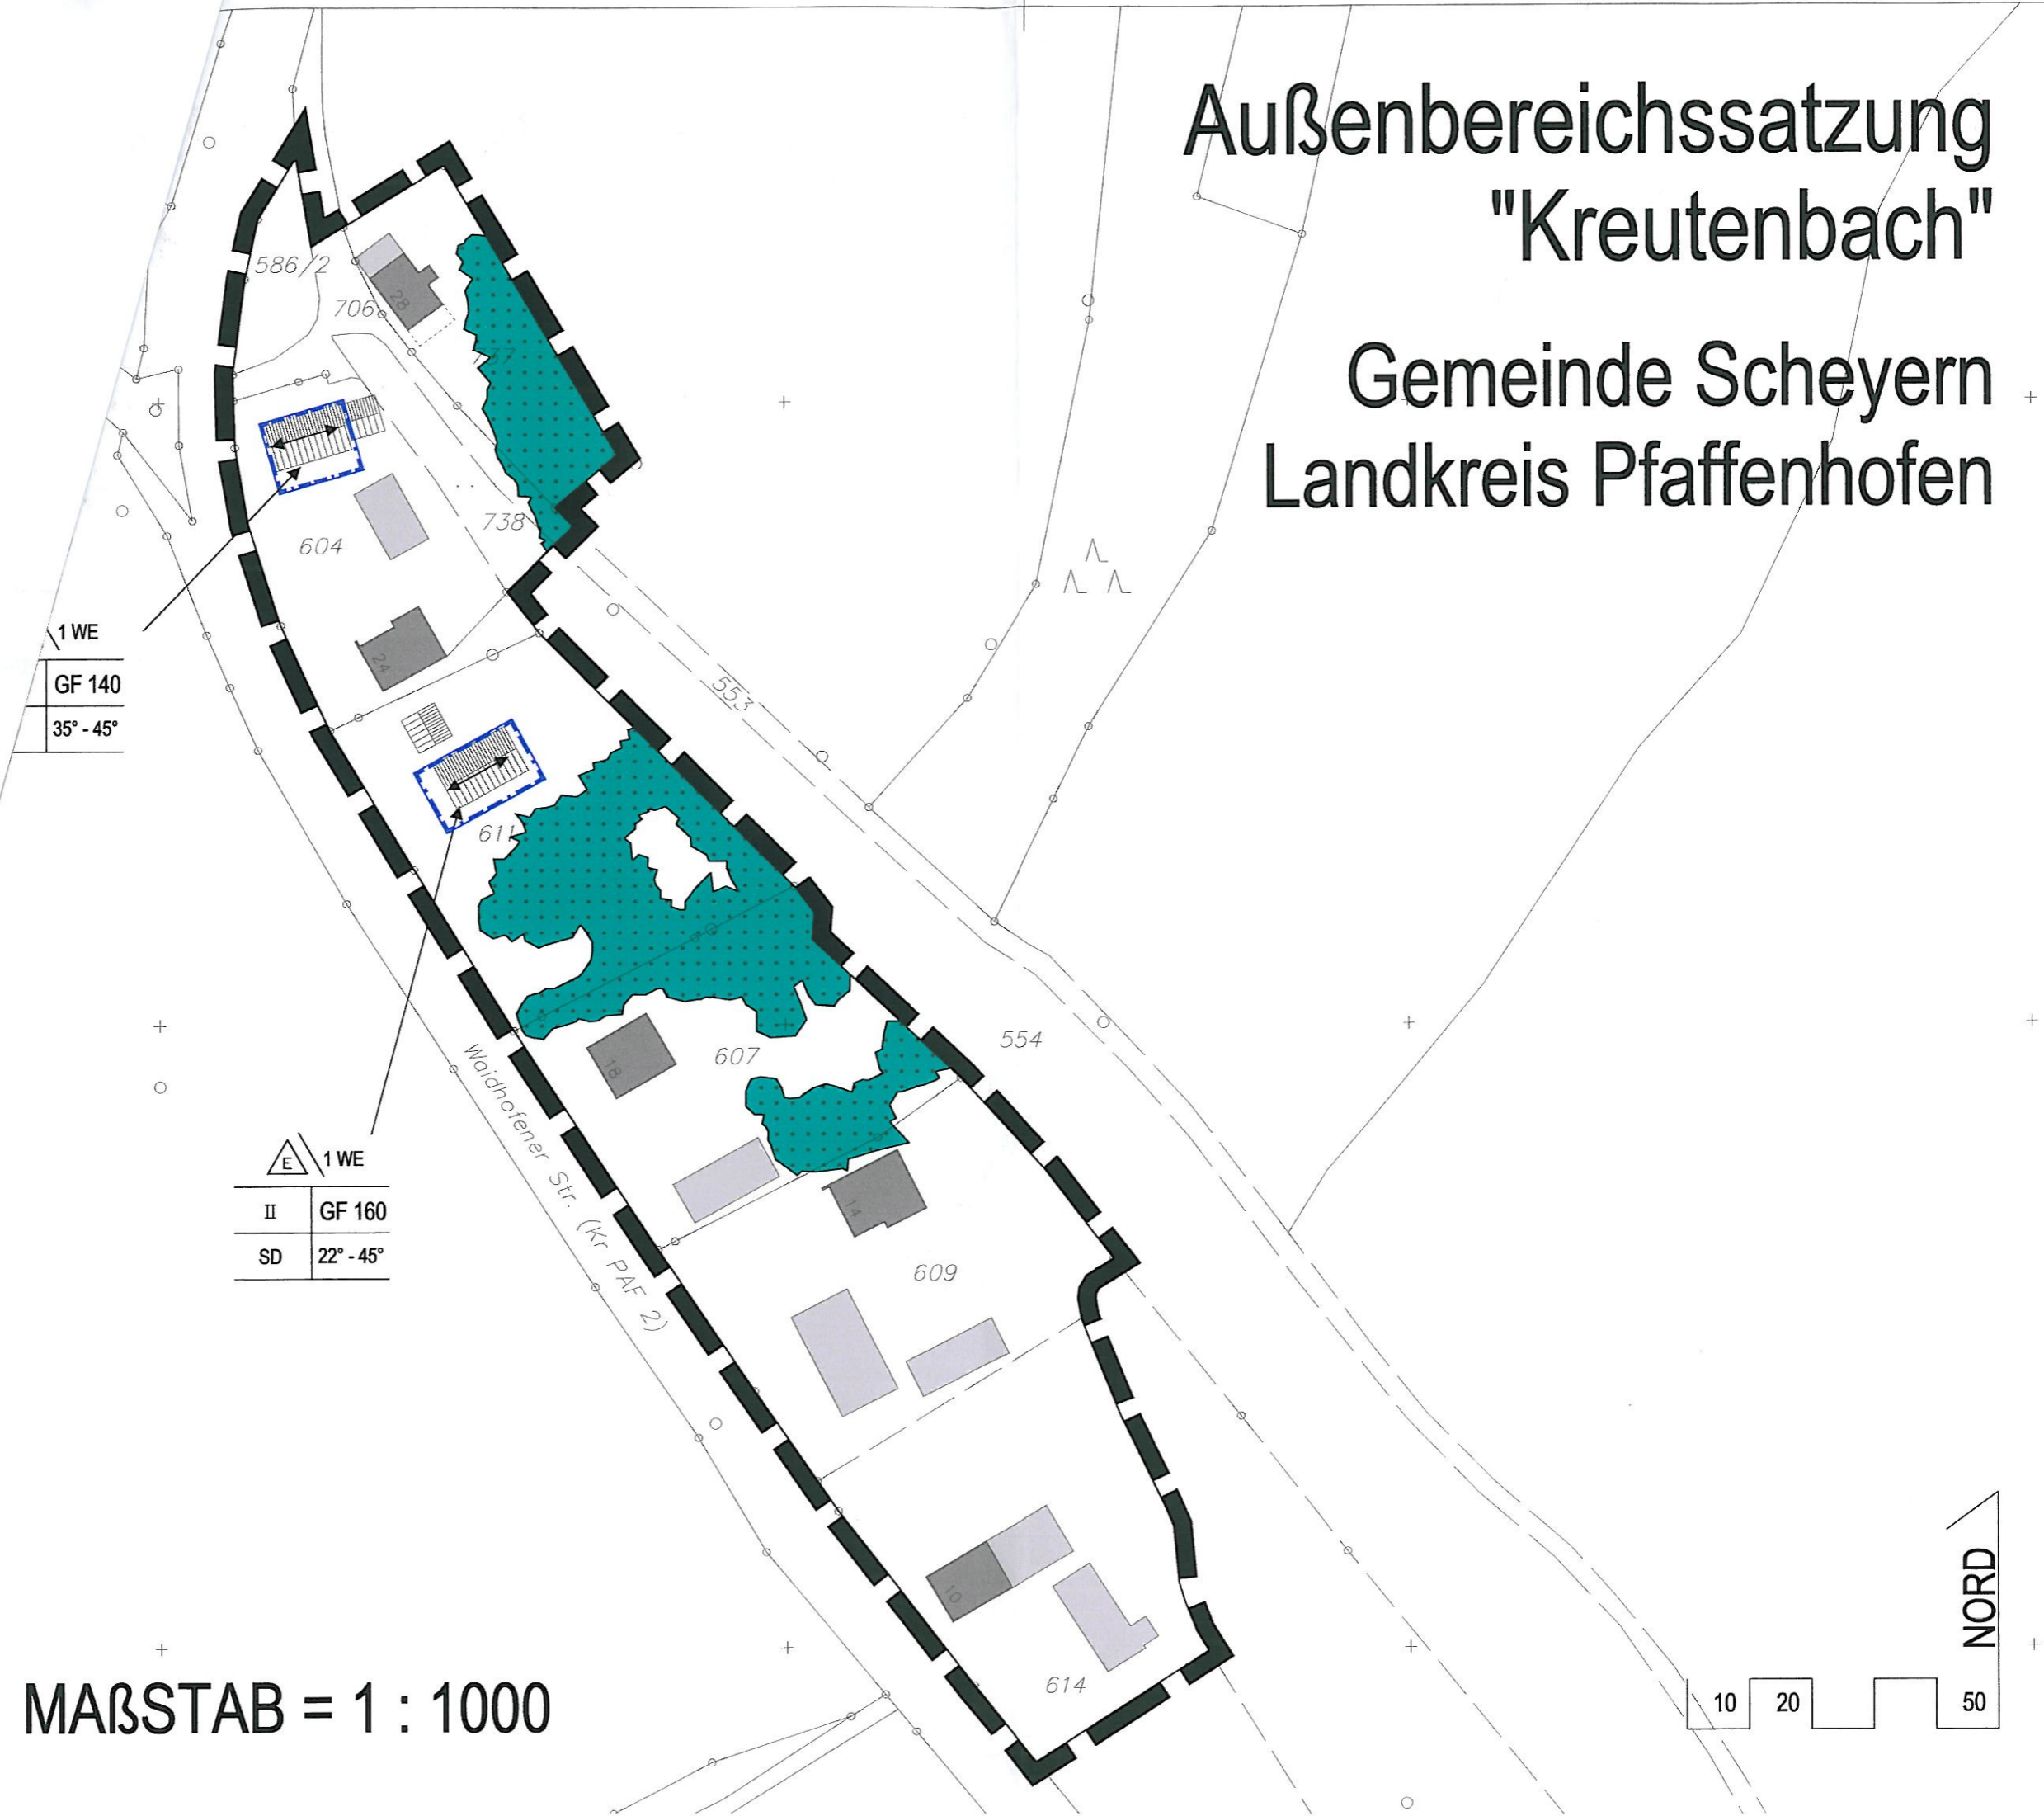 Außenbereichssatzung
"Kreutenbach"
Gemeinde Scheyern
Landkreis Pfaffenhofen
586/2
706
28
738
604
1 WE
GF 140
35° - 45°
24
553
611
18
607
554
Waidhofener Str. (Kr PAF 2)
E 1 WE
II GF 160
SD 22° - 45°
14
609
10
614
NORD
MAßSTAB = 1 : 1000
10 20 50